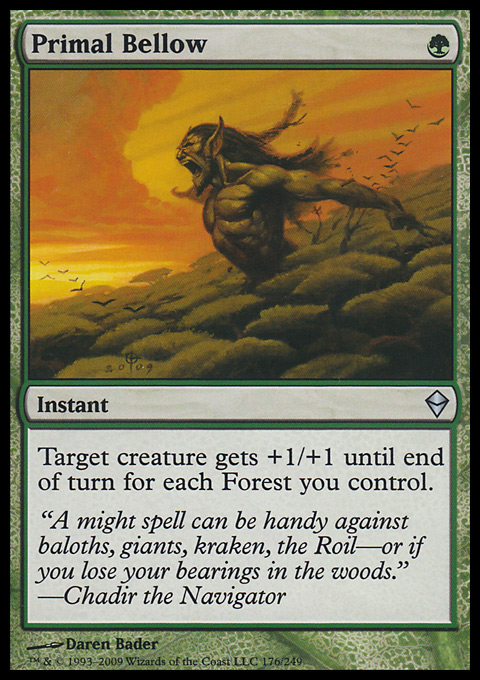 Primal Bellow
2009
Instant
Target creature gets +1/+1 until end
of turn for each Forest you control.
“A might spell can be handy against
baloths, giants, kraken, the Roil—or if
you lose your bearings in the woods.”
—Chadir the Navigator
Daren Bader
™ & © 1993–2009 Wizards of the Coast LLC 176/249